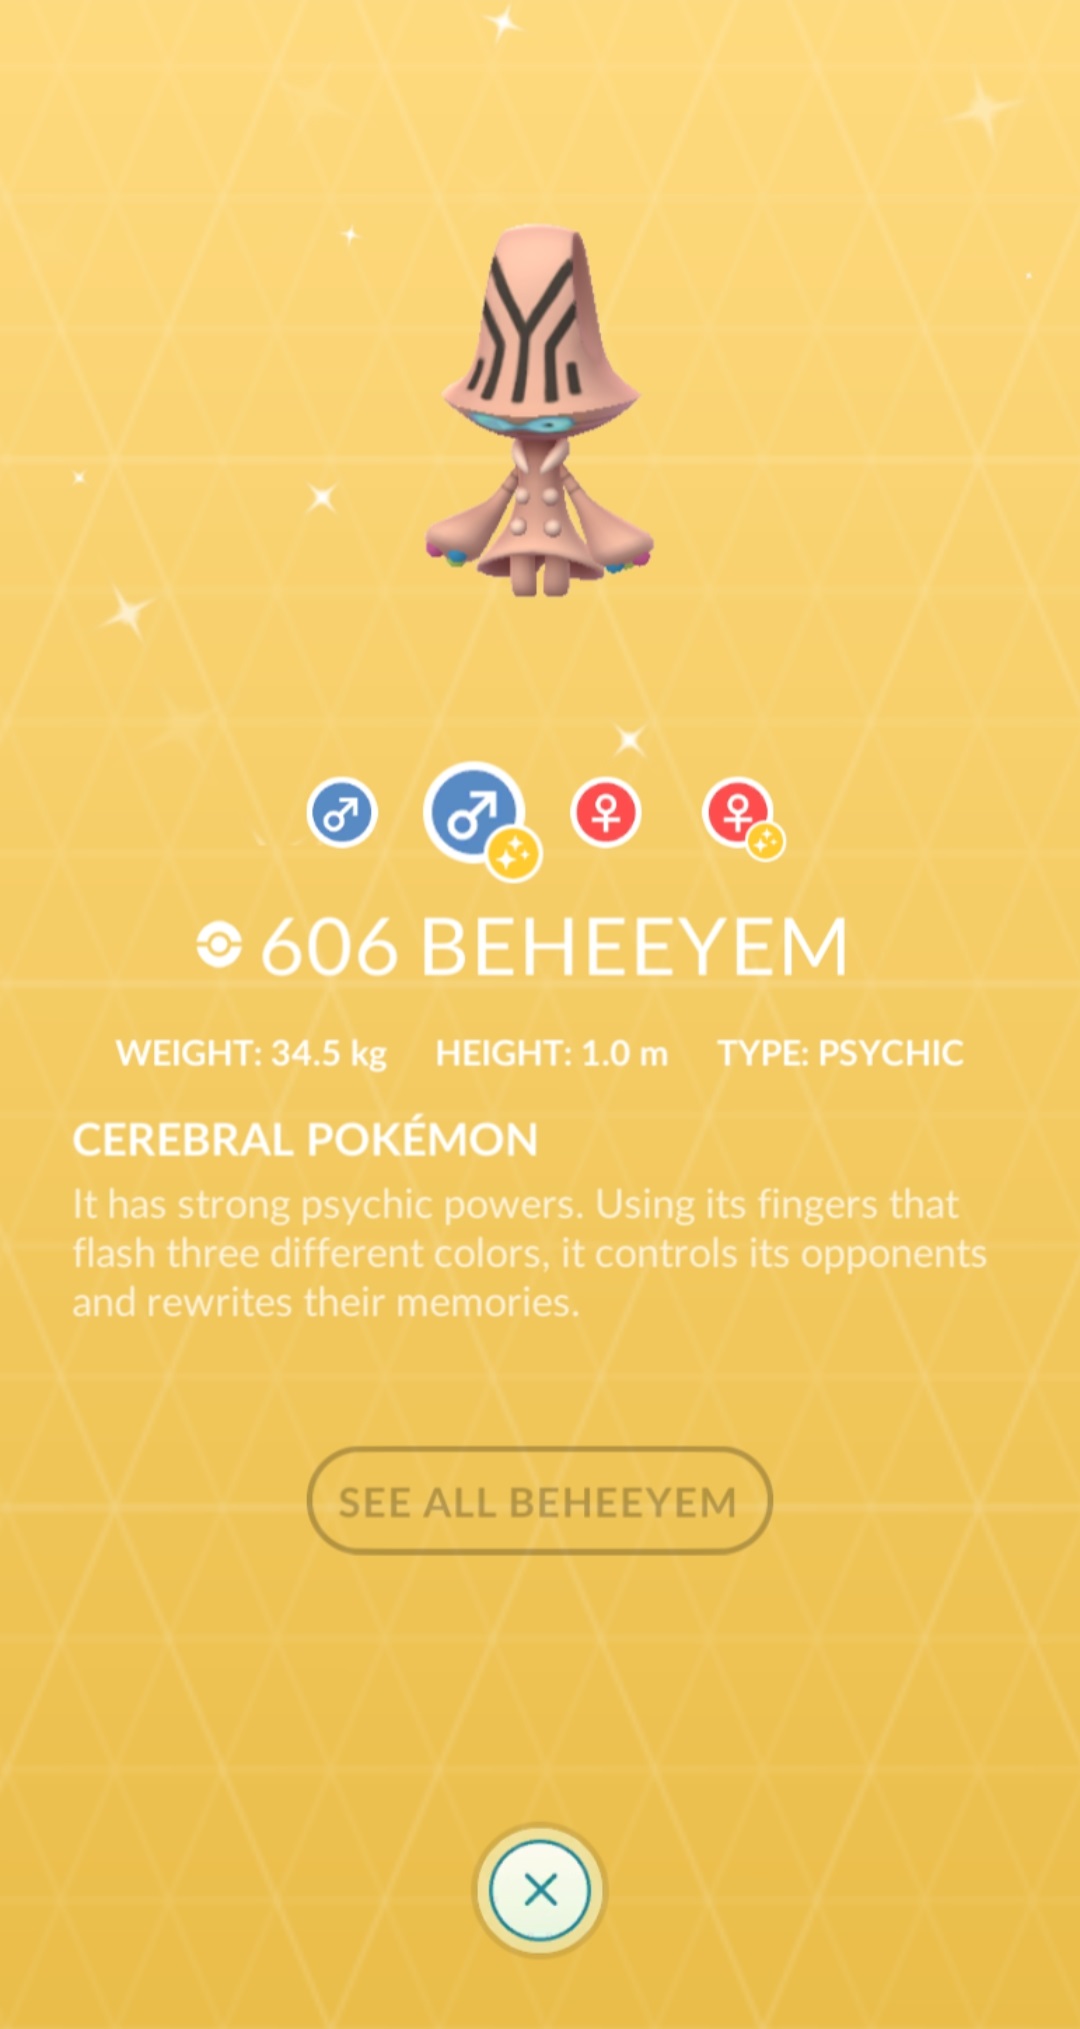 606 BEHEEYEM
WEIGHT: 34.5 kg HEIGHT: 1.0 m TYPE: PSYCHIC
CEREBRAL POKÉMON
It has strong psychic powers. Using its fingers that
flash three different colors, it controls its opponents
and rewrites their memories.
SEE ALL BEHEEYEM